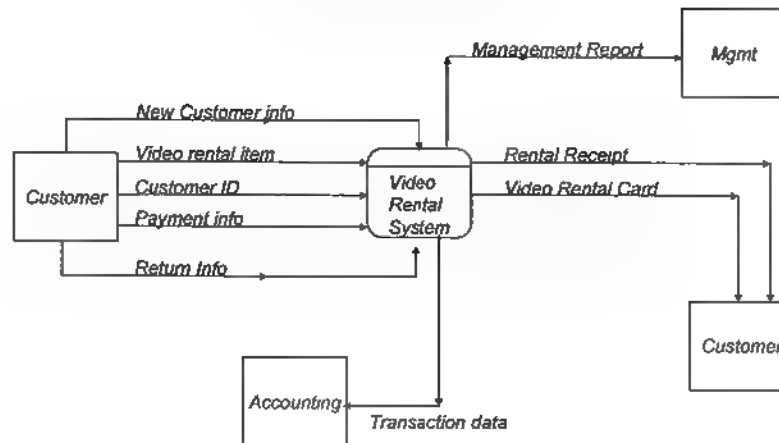 Management Report
Mgmt
New Customer info
Video rental item
Rental Receipt
Customer
Customer ID
Video
Rental
System
Video Rental Card
Payment info
Return Info
Customer
Accounting
Transaction data